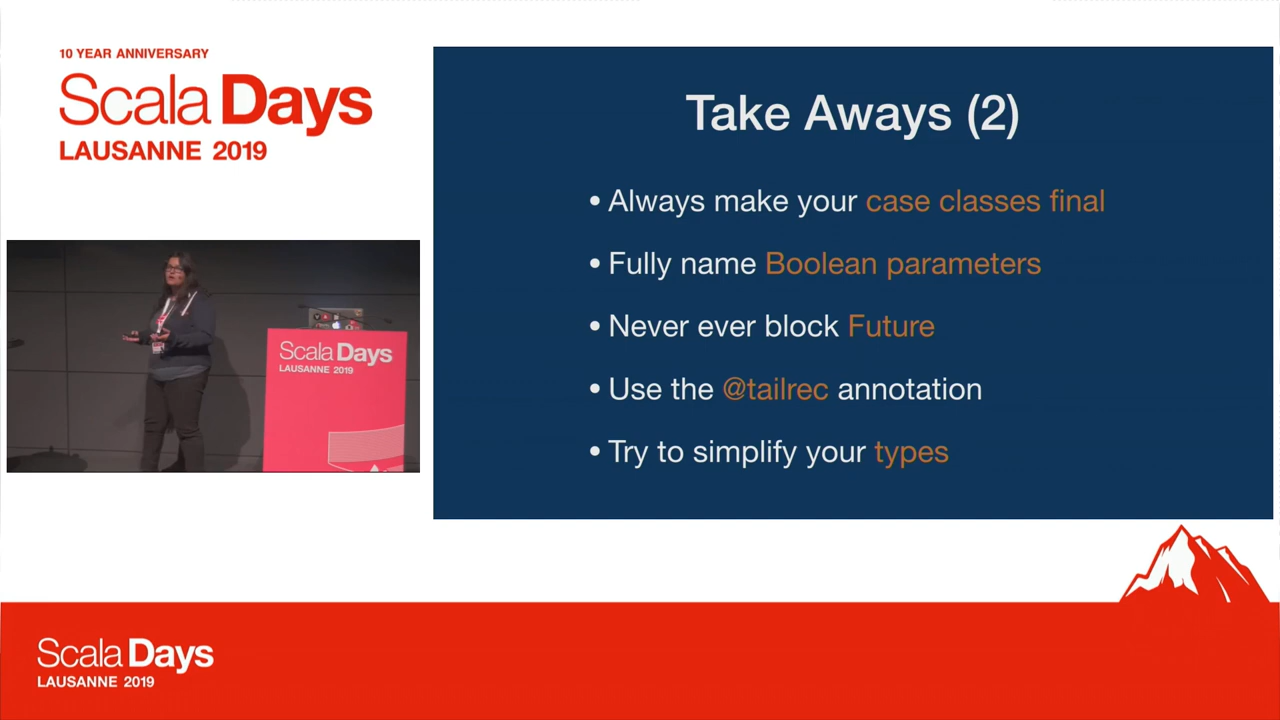 10 YEAR ANNIVERSARY
Scala Days
LAUSANNE 2019
Take Aways (2)
• Always make your case classes final
• Fully name Boolean parameters
• Never ever block Future
• Use the @tailrec annotation
• Try to simplify your types
Scala Days
LAUSANNE 2019
Scala Days
LAUSANNE 2019